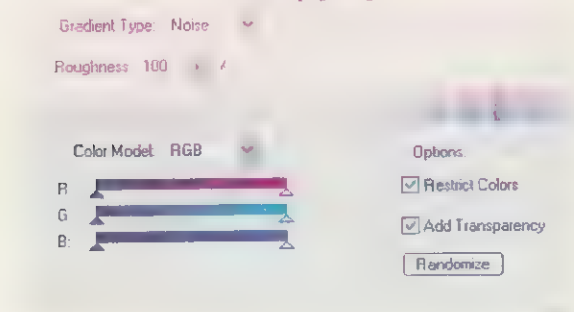 Gradient Type: Noise
Roughness 100
Color Model: RGB
R
G
B:
Options.
Restrict Colors
Add Transparency
Randomize